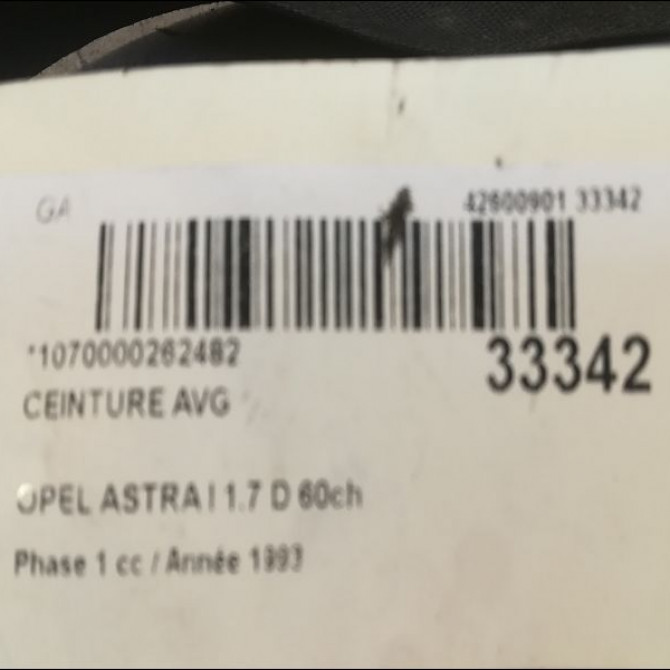 GA
42600901 33342
*1070000262482
33342
CEINTURE AVG
OPEL ASTRA I 1.7 D 60ch
Phase 1 cc / Année 1993